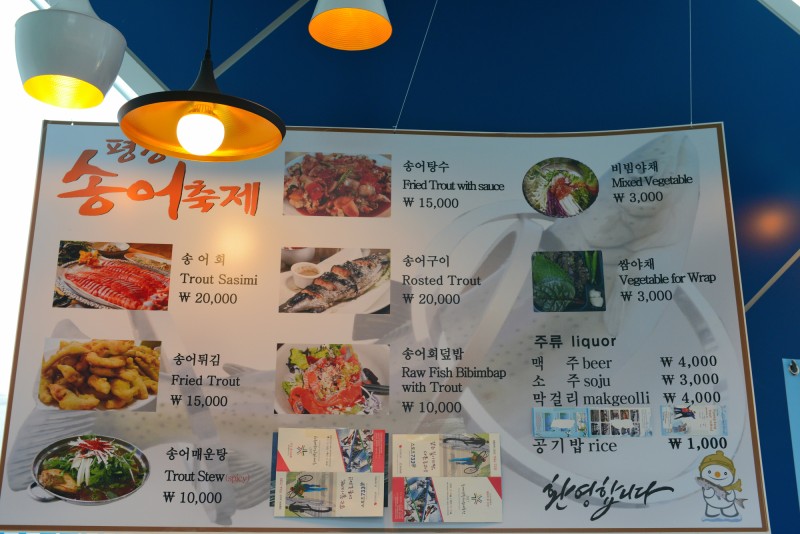 송어축제
송어회
Trout Sasimi
₩ 20,000
송어튀김
Fried Trout
₩ 15,000
송어매운탕
Trout Stew(spicy)
₩ 10,000
송어탕수
Fried Trout with sauce
₩ 15,000
송어구이
Rosted Trout
₩ 20,000
송어회덮밥
Raw Fish Bibimbap
with Trout
₩ 10,000
비빔야채
Mixed Vegetable
₩ 3,000
쌈야채
Vegetable for Wrap
₩ 3,000
주류 liquor
맥 주 beer ₩ 4,000
소 주 soju ₩ 3,000
막걸리 makgeolli ₩ 4,000
공기밥 rice ₩ 1,000
환영합니다